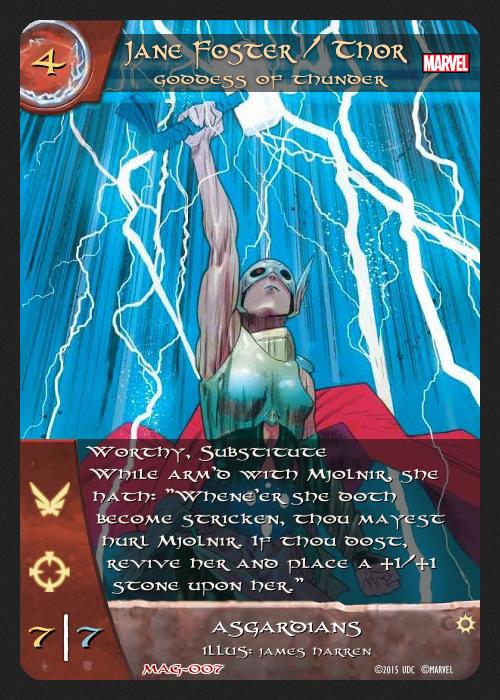 4
Jane Foster / Thor
MARVEL
Goddess of Thunder
Worthy, Substitute
While arm'd with Mjolnir, she
hath: "Whene'er she doth
become stricken, thou mayest
hurl Mjolnir. If thou dost,
revive her and place a +1/+1
stone upon her."
7|7
Asgardians
Illus: James Harren
MAG-007
©2015 UDC ©MARVEL